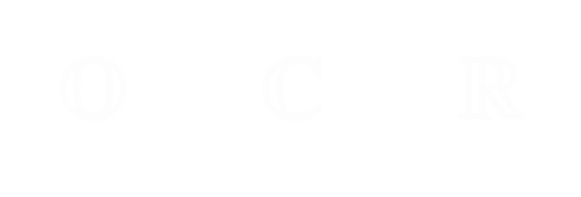 𝕆 ℂ ℝ